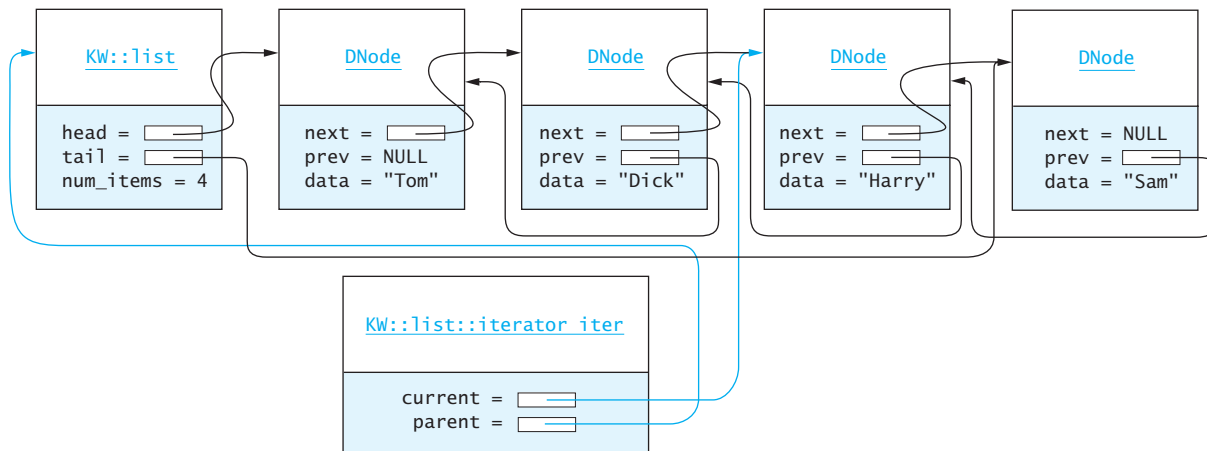 KW::list
head =
tail =
num_items = 4
DNode
next =
prev = NULL
data = "Tom"
DNode
next =
prev =
data = "Dick"
DNode
next =
prev =
data = "Harry"
DNode
next = NULL
prev =
data = "Sam"
KW::list::iterator iter
current =
parent =